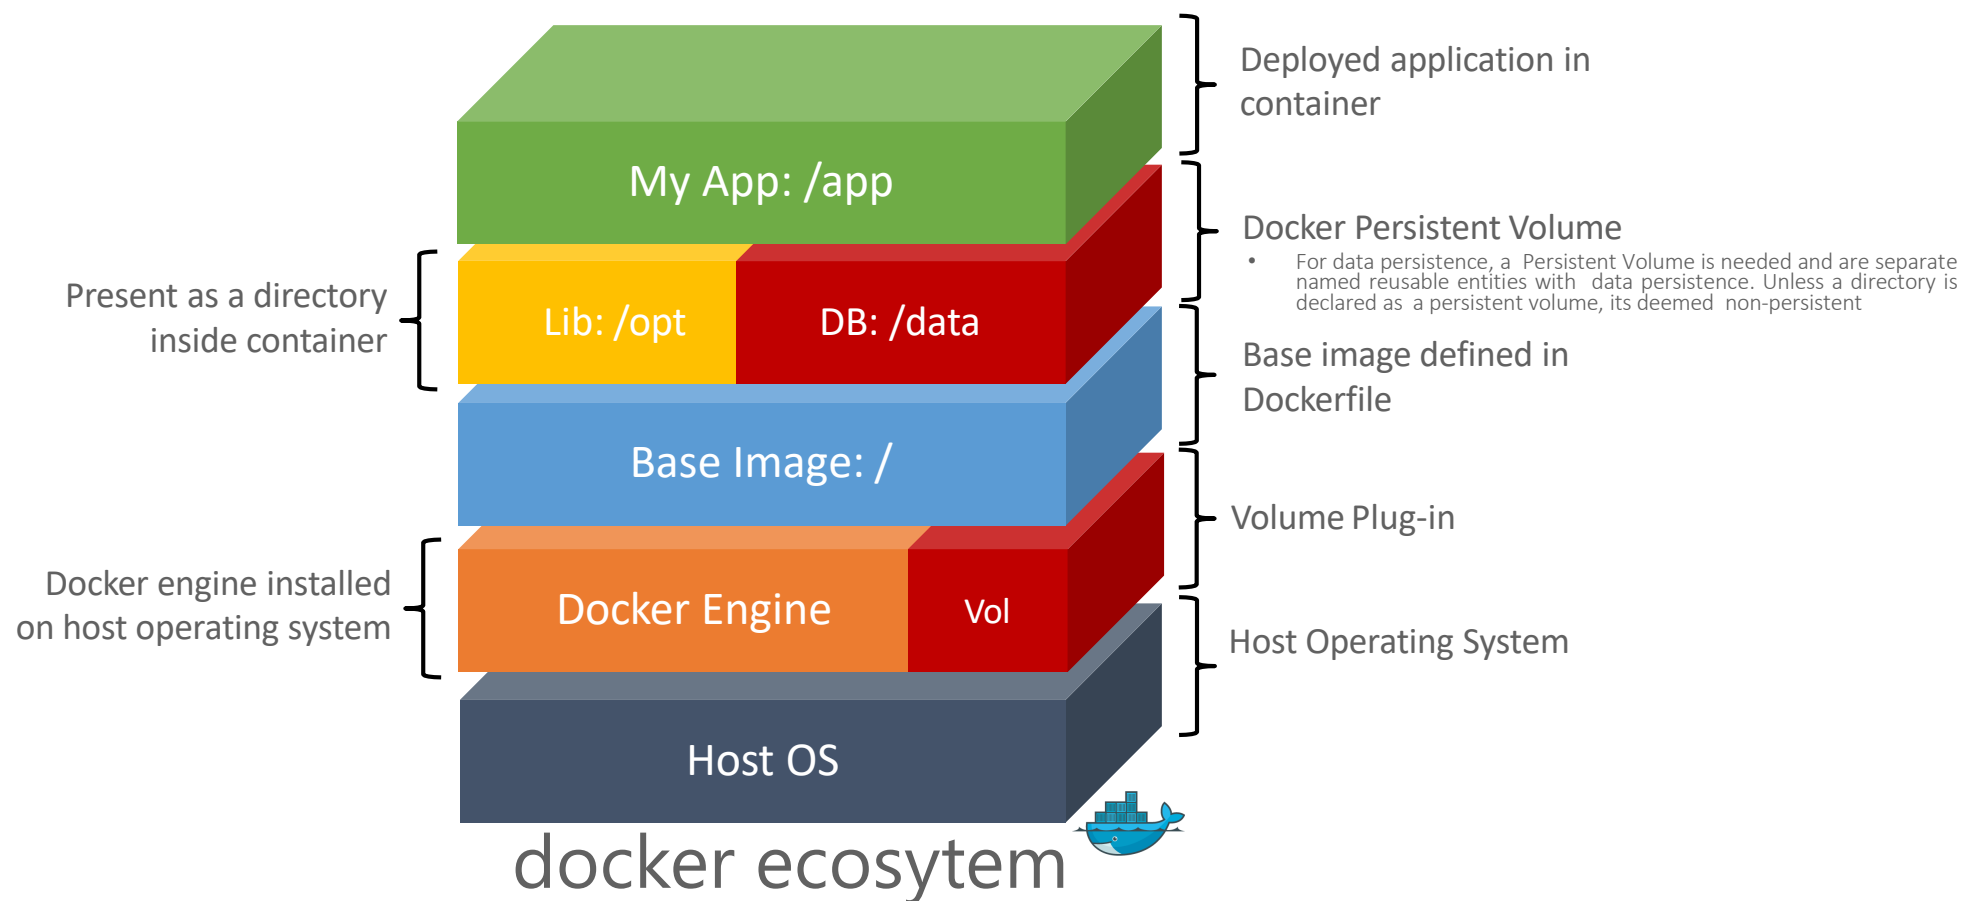 Deployed application in
container
My App: /app
Docker Persistent Volume
• For data persistence, a Persistent Volume is needed and are separate
named reusable entities with data persistence. Unless a directory is
declared as a persistent volume, its deemed non-persistent
Present as a directory
inside container
Lib: /opt
DB: /data
Base image defined in
Dockerfile
Base Image: /
Volume Plug-in
Docker engine installed
on host operating system
Docker Engine
Vol
Host Operating System
Host OS
docker ecosytem